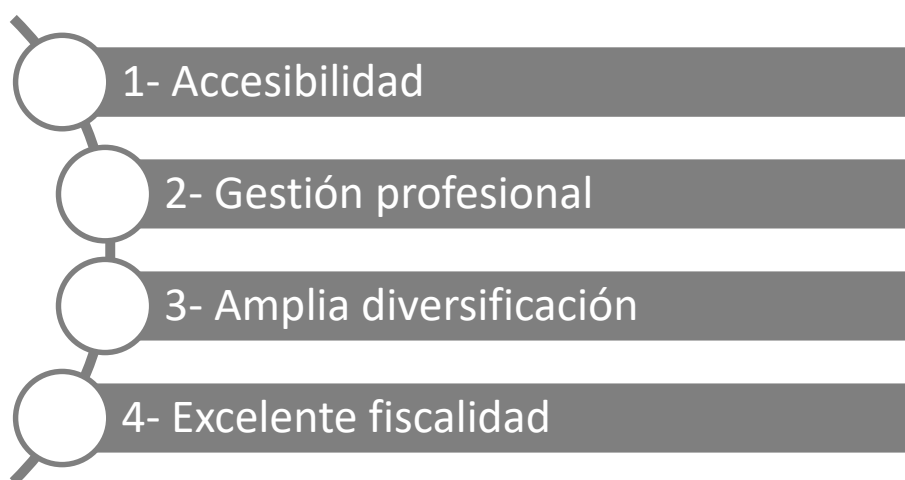 1- Accesibilidad
2- Gestión profesional
3- Amplia diversificación
4- Excelente fiscalidad